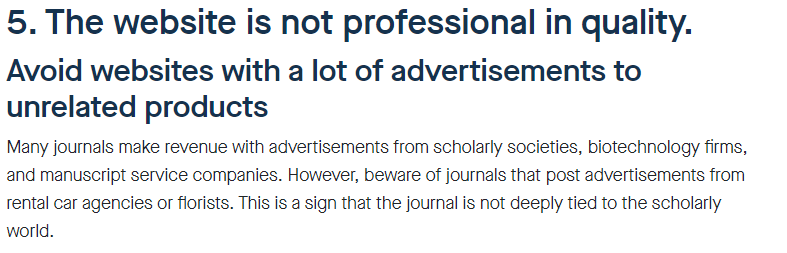 5. The website is not professional in quality.
Avoid websites with a lot of advertisements to
unrelated products
Many journals make revenue with advertisements from scholarly societies, biotechnology firms,
and manuscript service companies. However, beware of journals that post advertisements from
rental car agencies or florists. This is a sign that the journal is not deeply tied to the scholarly
world.